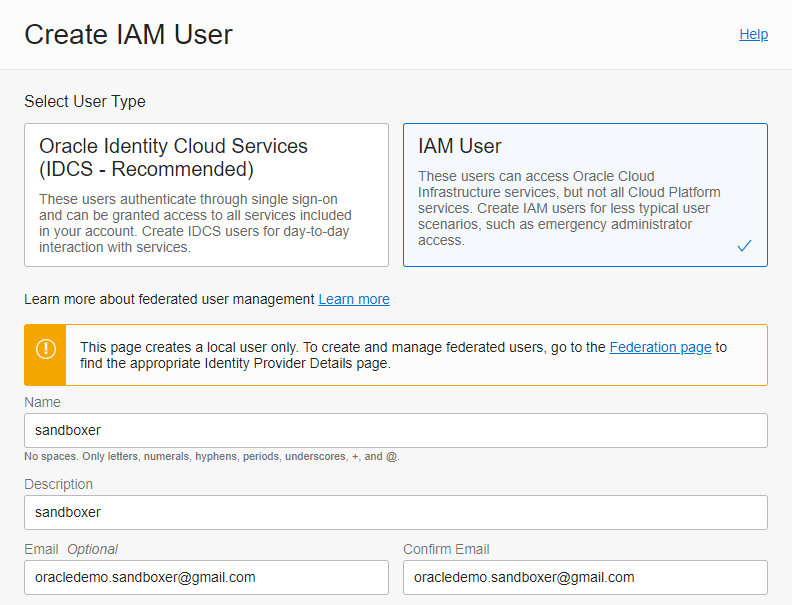 Create IAM User
Help
Select User Type
Oracle Identity Cloud Services
(IDCS - Recommended)
These users authenticate through single sign-on
and can be granted access to all services included
in your account. Create IDCS users for day-to-day
interaction with services.
IAM User
These users can access Oracle Cloud
Infrastructure services, but not all Cloud Platform
services. Create IAM users for less typical user
scenarios, such as emergency administrator
access.
Learn more about federated user management Learn more
This page creates a local user only. To create and manage federated users, go to the Federation page to
find the appropriate Identity Provider Details page.
Name
sandboxer
No spaces. Only letters, numerals, hyphens, periods, underscores, +, and @.
Description
sandboxer
Email Optional
oracledemo.sandboxer@gmail.com
Confirm Email
oracledemo.sandboxer@gmail.com